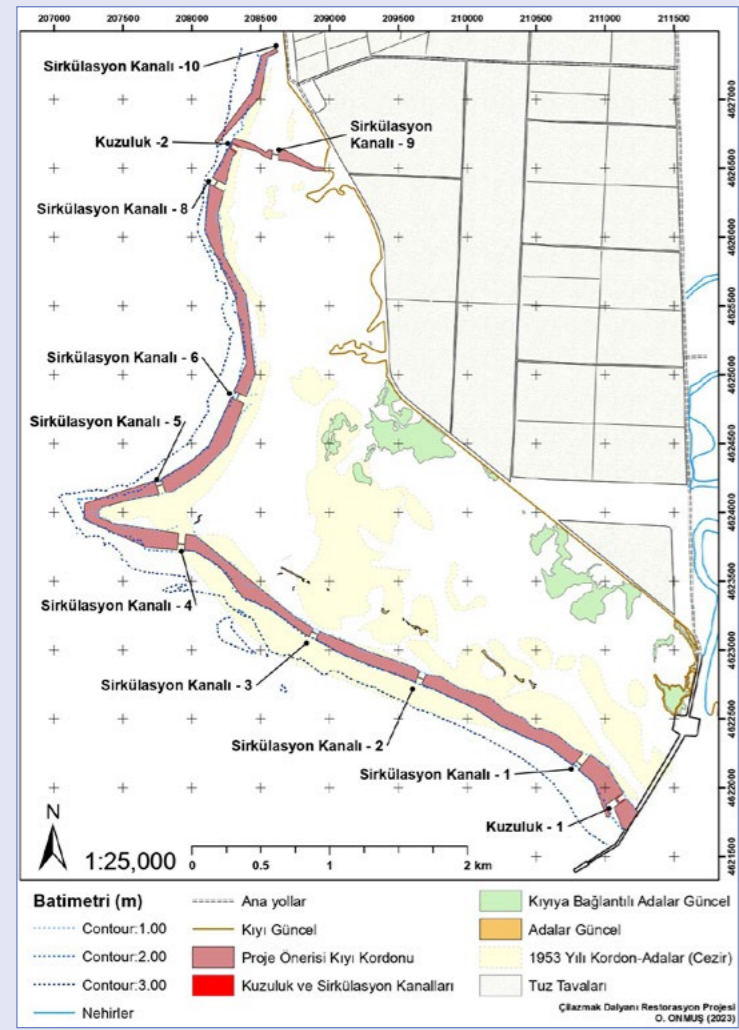 207000 207500 208000 208500 209000 209500 210000 210500 211000 211500
Sirkülasyon Kanalı -10
Kuzuluk -2
Sirkülasyon
Kanalı - 9
Sirkülasyon Kanalı - 8
Sirkülasyon Kanalı - 6
Sirkülasyon Kanalı - 5
Sirkülasyon Kanalı - 4
Sirkülasyon Kanalı - 3
Sirkülasyon Kanalı - 2
Sirkülasyon Kanalı - 1
Kuzuluk - 1
4627000
4626500
4626000
4625500
4625000
4624500
4624000
4623500
4623000
4622500
4622000
4621500
N
1:25,000
0 0.5 1 2 km
Batimetri (m)
Contour:1.00
Contour:2.00
Contour:3.00
Nehirler
Ana yollar
Kıyı Güncel
Proje Önerisi Kıyı Kordonu
Kuzuluk ve Sirkülasyon Kanalları
Kıyıya Bağlantılı Adalar Güncel
Adalar Güncel
1953 Yılı Kordon-Adalar (Cezir)
Tuz Tavaları
Çilazmak Dalyanı Restorasyon Projesi
O. ONMUŞ (2023)